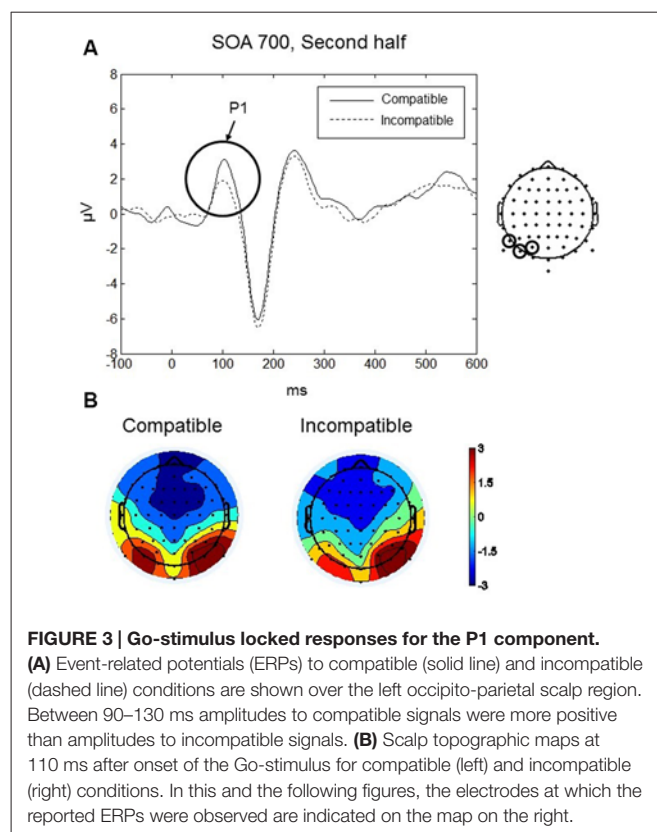 A
SOA 700, Second half
P1
Compatible
Incompatible
8
6
4
2
0
-2
-4
-6
-8
µV
-100 0 100 200 300 400 500 600
ms
B
Compatible Incompatible
3
1.5
0
-1.5
-3
FIGURE 3 | Go-stimulus locked responses for the P1 component.
(A) Event-related potentials (ERPs) to compatible (solid line) and incompatible
(dashed line) conditions are shown over the left occipito-parietal scalp region.
Between 90–130 ms amplitudes to compatible signals were more positive
than amplitudes to incompatible signals. (B) Scalp topographic maps at
110 ms after onset of the Go-stimulus for compatible (left) and incompatible
(right) conditions. In this and the following figures, the electrodes at which the
reported ERPs were observed are indicated on the map on the right.